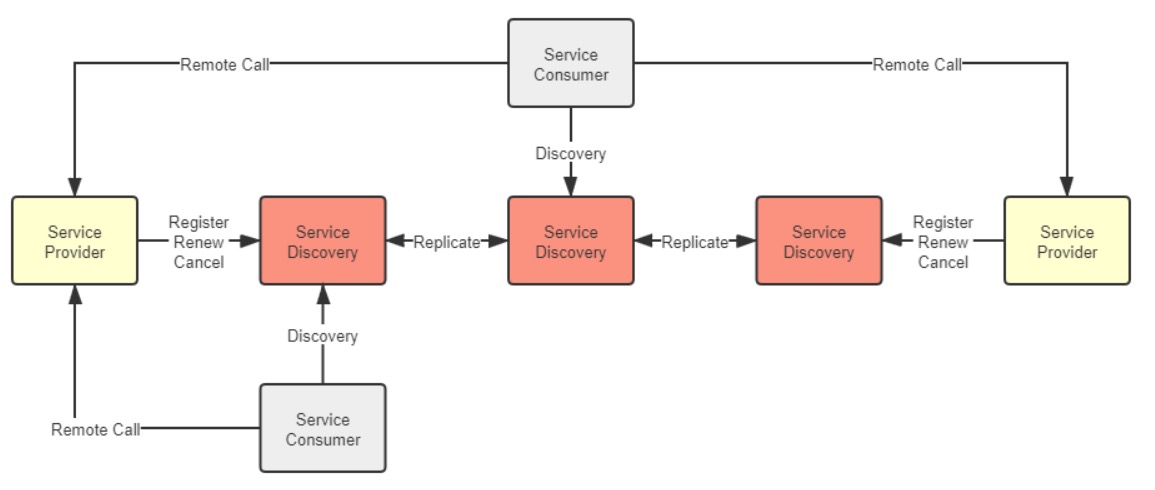 Service
Consumer
Remote Call
Remote Call
Discovery
Service
Provider
Register
Renew
Cancel
Service
Discovery
Replicate
Service
Discovery
Replicate
Service
Discovery
Register
Renew
Cancel
Service
Provider
Discovery
Service
Consumer
Remote Call